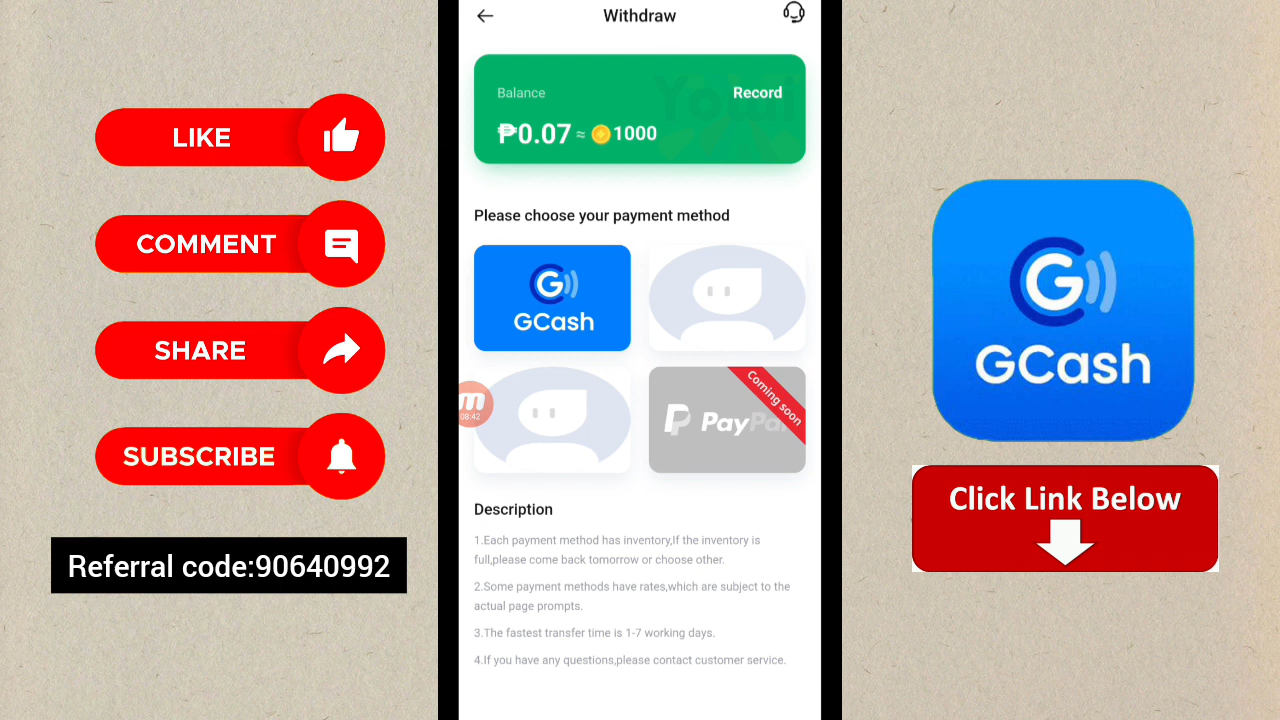 LIKE
COMMENT
SHARE
SUBSCRIBE
Referral code:90640992
Withdraw
Balance
Record
₱0.07 ≈ 1000
Please choose your payment method
G
GCash
Coming soon
PayPal
m
08:42
Description
1.Each payment method has inventory,If the inventory is
full,please come back tomorrow or choose other.
2.Some payment methods have rates,which are subject to the
actual page prompts.
3.The fastest transfer time is 1-7 working days.
4.If you have any questions,please contact customer service.
G
GCash
Click Link Below